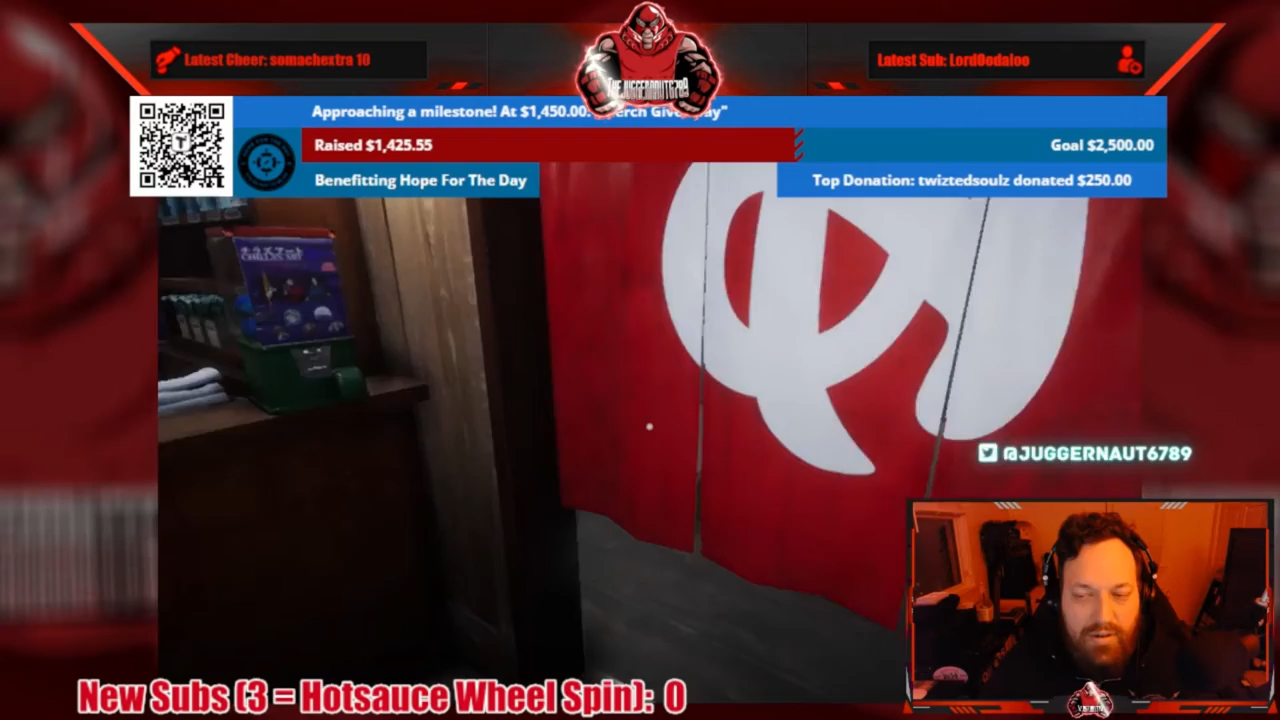 Latest Cheer: somachextra 10
THEJUGGERNAUT6789
Latest Sub: LordOodaloo
Approaching a milestone! At $1,450.00:
Raised $1,425.55
Goal $2,500.00
Benefitting Hope For The Day
Top Donation: twiztedsoulz donated $250.00
T
ゆ
@JUGGERNAUT6789
New Subs (3 = Hotsauce Wheel Spin): 0